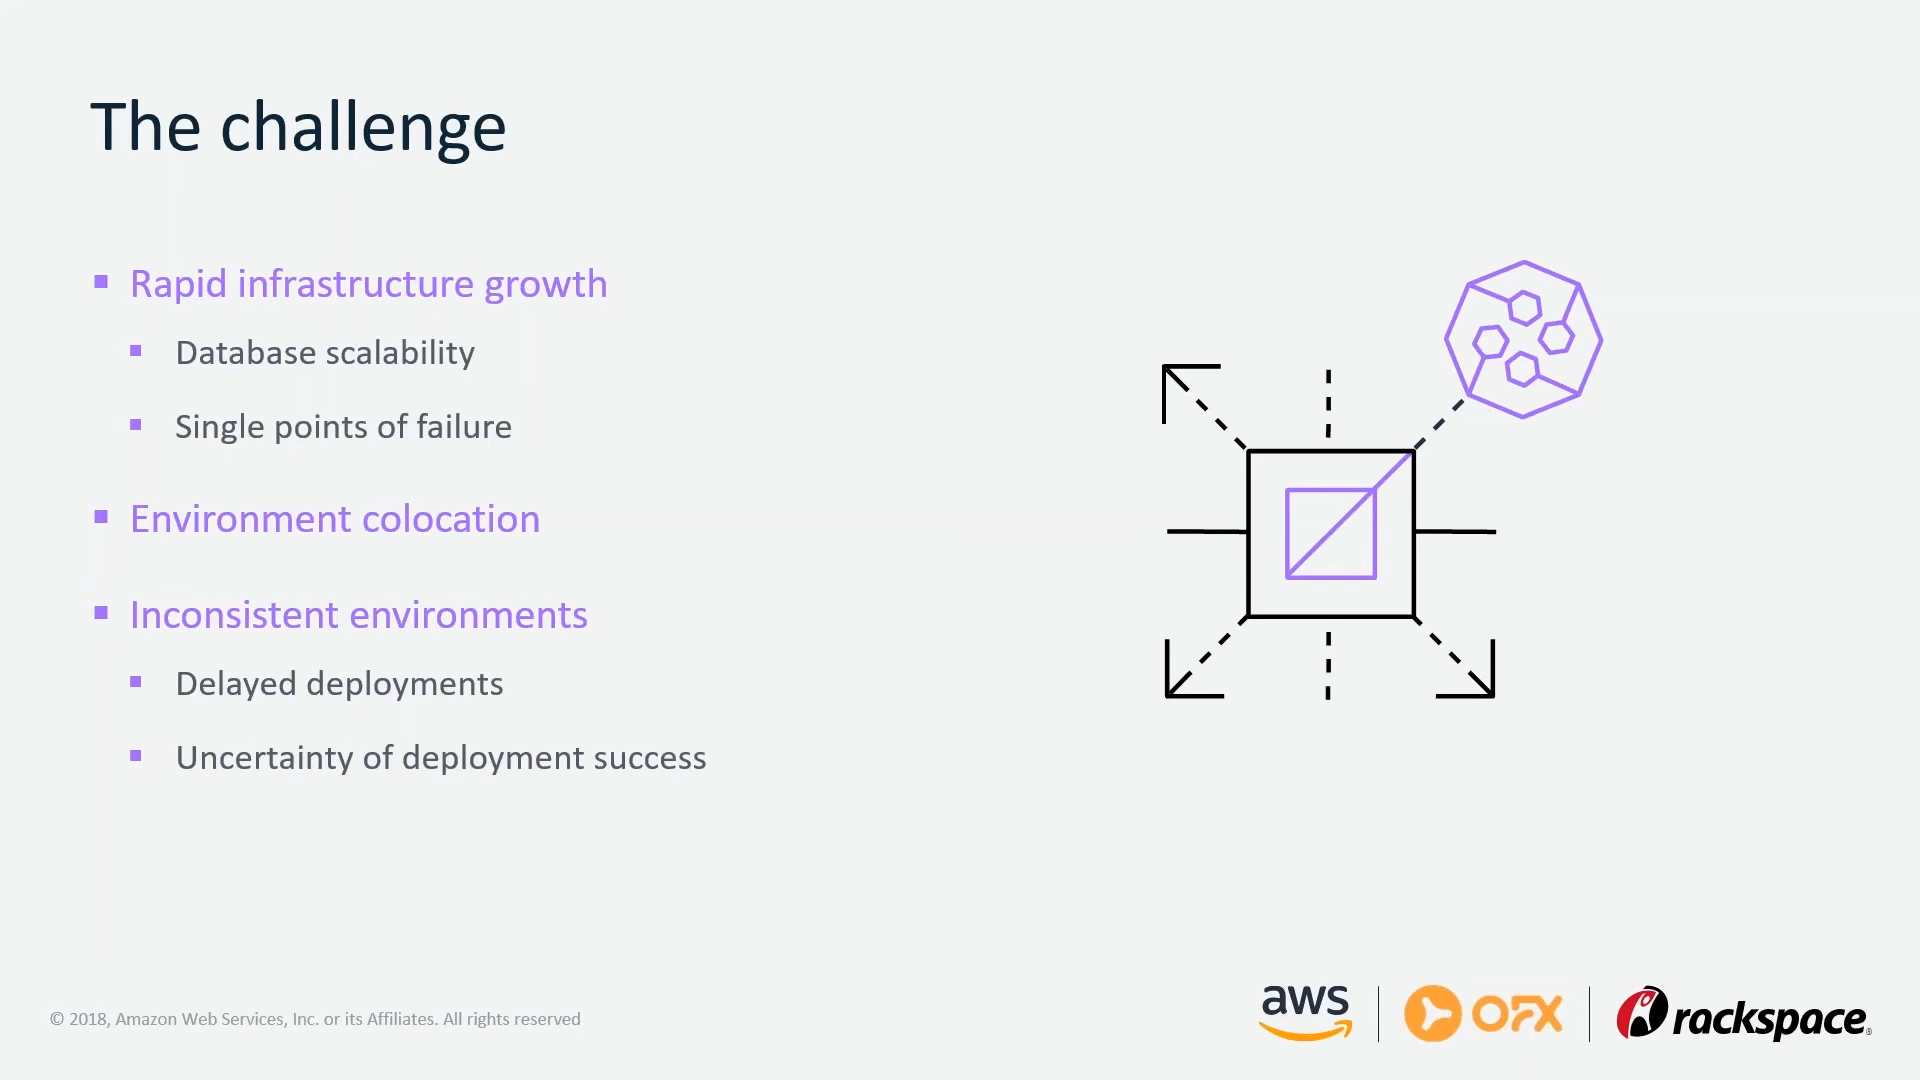 The challenge
Rapid infrastructure growth
Database scalability
Single points of failure
Environment colocation
Inconsistent environments
Delayed deployments
Uncertainty of deployment success
© 2018, Amazon Web Services, Inc. or its Affiliates. All rights reserved
aws
OFX
rackspace®